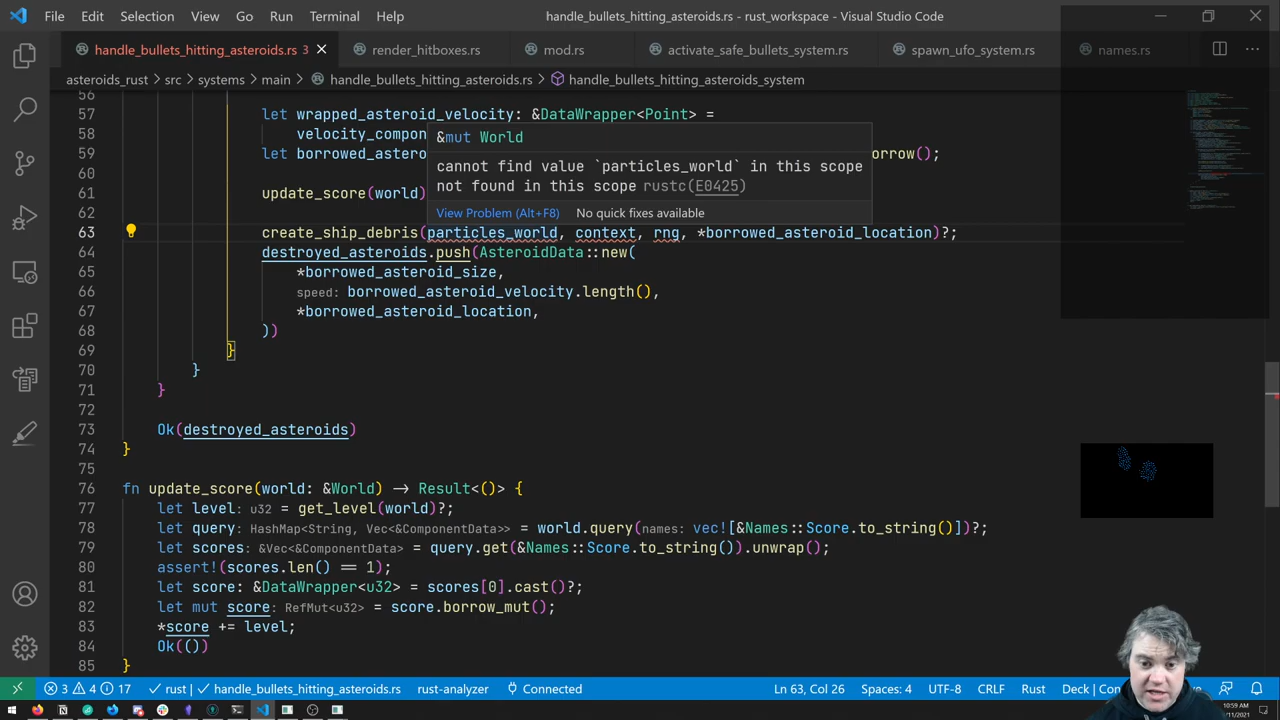 File Edit Selection View Go Run Terminal Help handle_bullets_hitting_asteroids.rs - rust_workspace - Visual Studio Code
handle_bullets_hitting_asteroids.rs 3 render_hitboxes.rs mod.rs activate_safe_bullets_system.rs spawn_ufo_system.rs names.rs
asteroids_rust > src > systems > main > handle_bullets_hitting_asteroids.rs > handle_bullets_hitting_asteroids_system
56
57 let wrapped_asteroid_velocity: &DataWrapper<Point> =
&mut World
58 velocity_compon
59 let borrowed_astero rrow();
cannot find value `particles_world` in this scope
60
not found in this scope rustc(E0425)
61 update_score(world)
62 View Problem (Alt+F8) No quick fixes available
63 create_ship_debris(particles_world, context, rng, *borrowed_asteroid_location)?;
64 destroyed_asteroids.push(AsteroidData::new(
65 *borrowed_asteroid_size,
66 speed: borrowed_asteroid_velocity.length(),
67 *borrowed_asteroid_location,
68 ))
69 }
70 }
71 }
72
73 Ok(destroyed_asteroids)
74 }
75
76 fn update_score(world: &World) -> Result<()> {
77 let level: u32 = get_level(world)?;
78 let query: HashMap<String, Vec<&ComponentData>> = world.query(names: vec![&Names::Score.to_string()])?;
79 let scores: &Vec<&ComponentData> = query.get(&Names::Score.to_string()).unwrap();
80 assert!(scores.len() == 1);
81 let score: &DataWrapper<u32> = scores[0].cast()?;
82 let mut score: RefMut<u32> = score.borrow_mut();
83 *score += level;
84 Ok(())
85 }
3 4 17 rust handle_bullets_hitting_asteroids.rs rust-analyzer Connected Ln 63, Col 26 Spaces: 4 UTF-8 CRLF Rust Deck | Con
10:59 AM